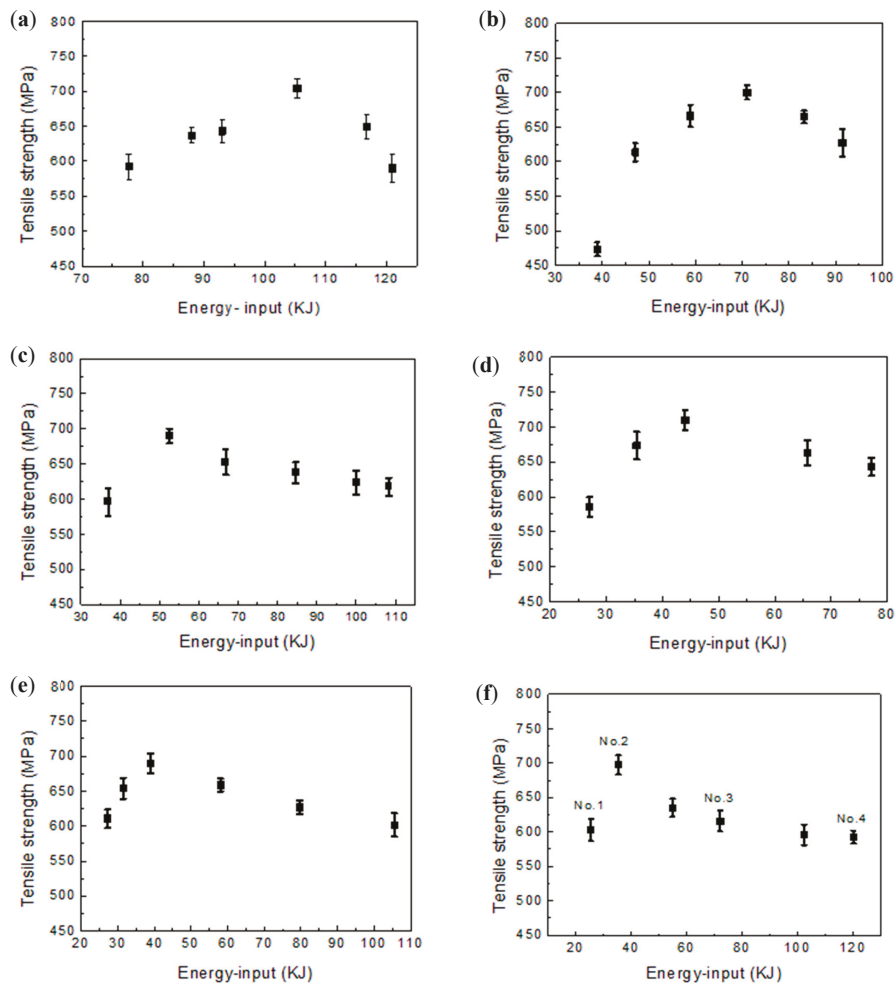 (a)
800
750
700
650
600
550
500
450
Tensile strength (MPa)
70 80 90 100 110 120
Energy- input (KJ)
(b)
800
750
700
650
600
550
500
450
Tensile strength (MPa)
30 40 50 60 70 80 90 100
Energy-input (KJ)
(c)
800
750
700
650
600
550
500
450
Tensile strength (MPa)
30 40 50 60 70 80 90 100 110
Energy-input (KJ)
(d)
800
750
700
650
600
550
500
450
Tensile strength (MPa)
20 30 40 50 60 70 80
Energy-input (KJ)
(e)
800
750
700
650
600
550
500
450
Tensile strength (MPa)
20 30 40 50 60 70 80 90 100 110
Energy-input (KJ)
(f)
800
750
700
650
600
550
500
450
Tensile strength (MPa)
No.1
No.2
No.3
No.4
20 40 60 80 100 120
Energy-input (KJ)